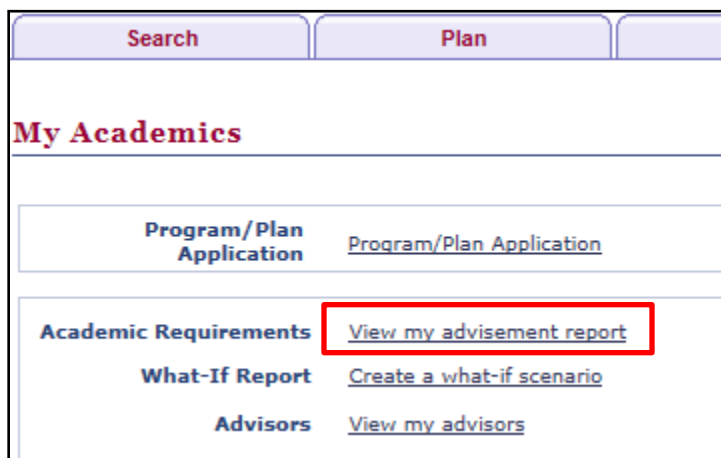 Search Plan
My Academics
Program/Plan
Application
Program/Plan Application
Academic Requirements View my advisement report
What-If Report Create a what-if scenario
Advisors View my advisors